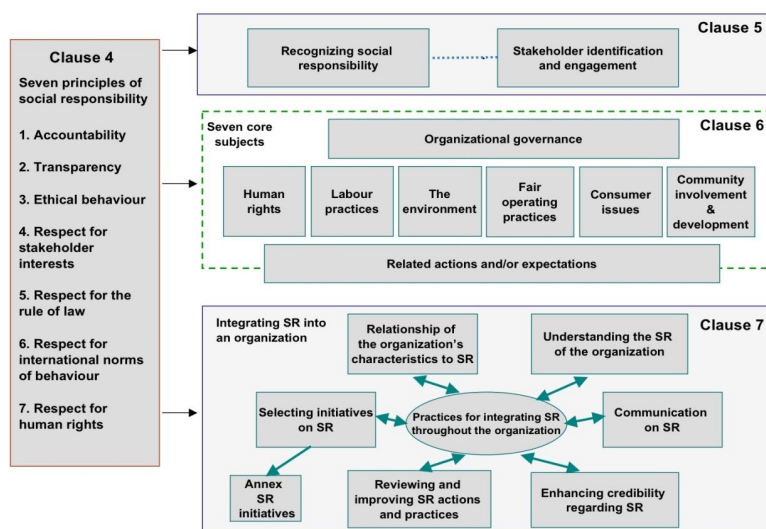 Clause 4
Seven principles of
social responsibility
1. Accountability
2. Transparency
3. Ethical behaviour
4. Respect for
stakeholder
interests
5. Respect for the
rule of law
6. Respect for
international norms
of behaviour
7. Respect for
human rights
Clause 5
Recognizing social
responsibility
Stakeholder identification
and engagement
Clause 6
Seven core
subjects
Organizational governance
Human
rights
Labour
practices
The
environment
Fair
operating
practices
Consumer
issues
Community
involvement
&
development
Related actions and/or expectations
Clause 7
Integrating SR into
an organization
Relationship of
the organization's
characteristics to SR
Understanding the SR
of the organization
Selecting initiatives
on SR
Practices for integrating SR
throughout the organization
Communication
on SR
Annex
SR
initiatives
Reviewing and
improving SR actions
and practices
Enhancing credibility
regarding SR